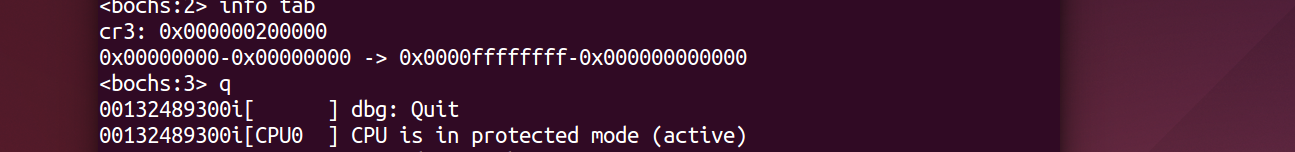 <bochs:2> info tab
cr3: 0x000000200000
0x00000000-0x00000000 -> 0x0000ffffffff-0x000000000000
<bochs:3> q
00132489300i[      ] dbg: Quit
00132489300i[CPU0  ] CPU is in protected mode (active)